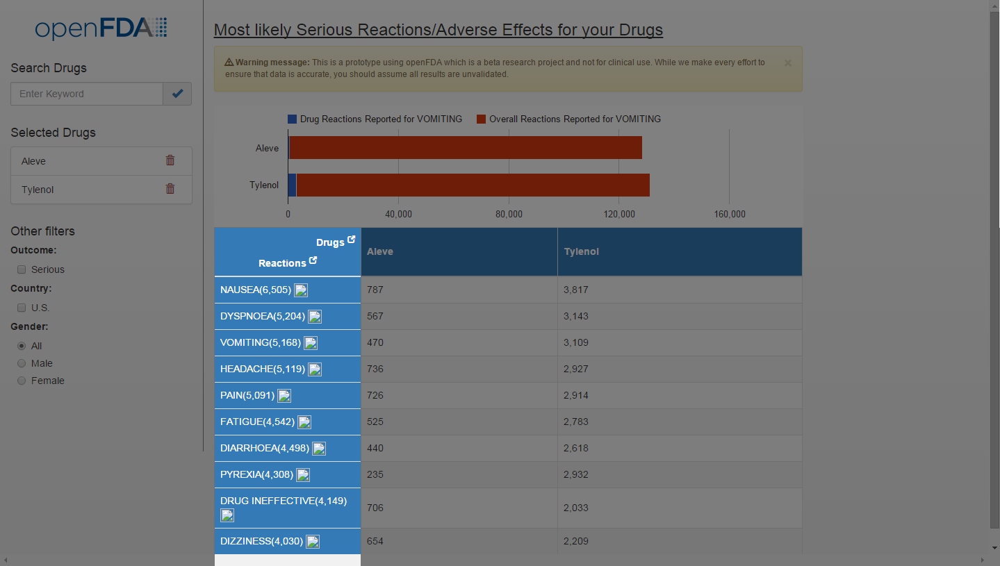 openFDA
Search Drugs
Enter Keyword
Selected Drugs
Aleve
Tylenol
Other filters
Outcome:
Serious
Country:
U.S.
Gender:
All
Male
Female
Most likely Serious Reactions/Adverse Effects for your Drugs
Warning message: This is a prototype using openFDA which is a beta research project and not for clinical use. While we make every effort to
ensure that data is accurate, you should assume all results are unvalidated.
×
Drug Reactions Reported for VOMITING Overall Reactions Reported for VOMITING
Aleve
Tylenol
0 40,000 80,000 120,000 160,000
Drugs
Reactions
Aleve Tylenol
NAUSEA(6,505) 787 3,817
DYSPNOEA(5,204) 567 3,143
VOMITING(5,168) 470 3,109
HEADACHE(5,119) 736 2,927
PAIN(5,091) 726 2,914
FATIGUE(4,542) 525 2,783
DIARRHOEA(4,498) 440 2,618
PYREXIA(4,308) 235 2,932
DRUG INEFFECTIVE(4,149) 706 2,033
DIZZINESS(4,030) 654 2,209